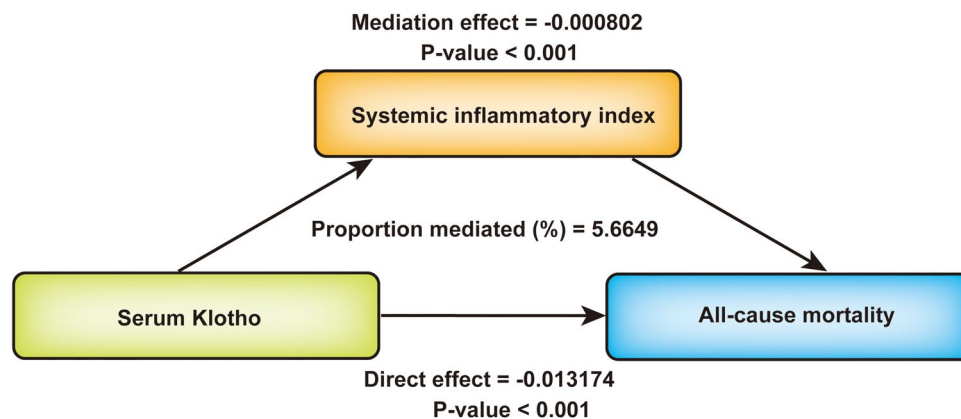 Mediation effect = -0.000802
P-value < 0.001
Systemic inflammatory index
Proportion mediated (%) = 5.6649
Serum Klotho
All-cause mortality
Direct effect = -0.013174
P-value < 0.001